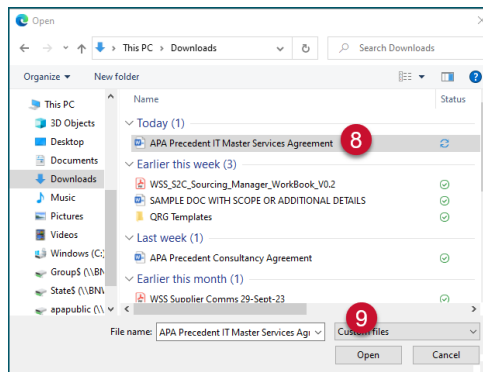 Open
This PC > Downloads
Search Downloads
Organize
New folder
Name
Status
This PC
3D Objects
Desktop
Documents
Downloads
Music
Pictures
Videos
Windows (C:)
Group$ (\\BN
State$ (\\BN
apapublic (\\
Today (1)
APA Precedent IT Master Services Agreement
8
Earlier this week (3)
WSS_S2C_Sourcing_Manager_WorkBook_V0.2
SAMPLE DOC WITH SCOPE OR ADDITIONAL DETAILS
QRG Templates
Last week (1)
APA Precedent Consultancy Agreement
Earlier this month (1)
WSS Supplier Comms 29-Sept-23
9
File name:
APA Precedent IT Master Services Agr
Custom files
Open
Cancel